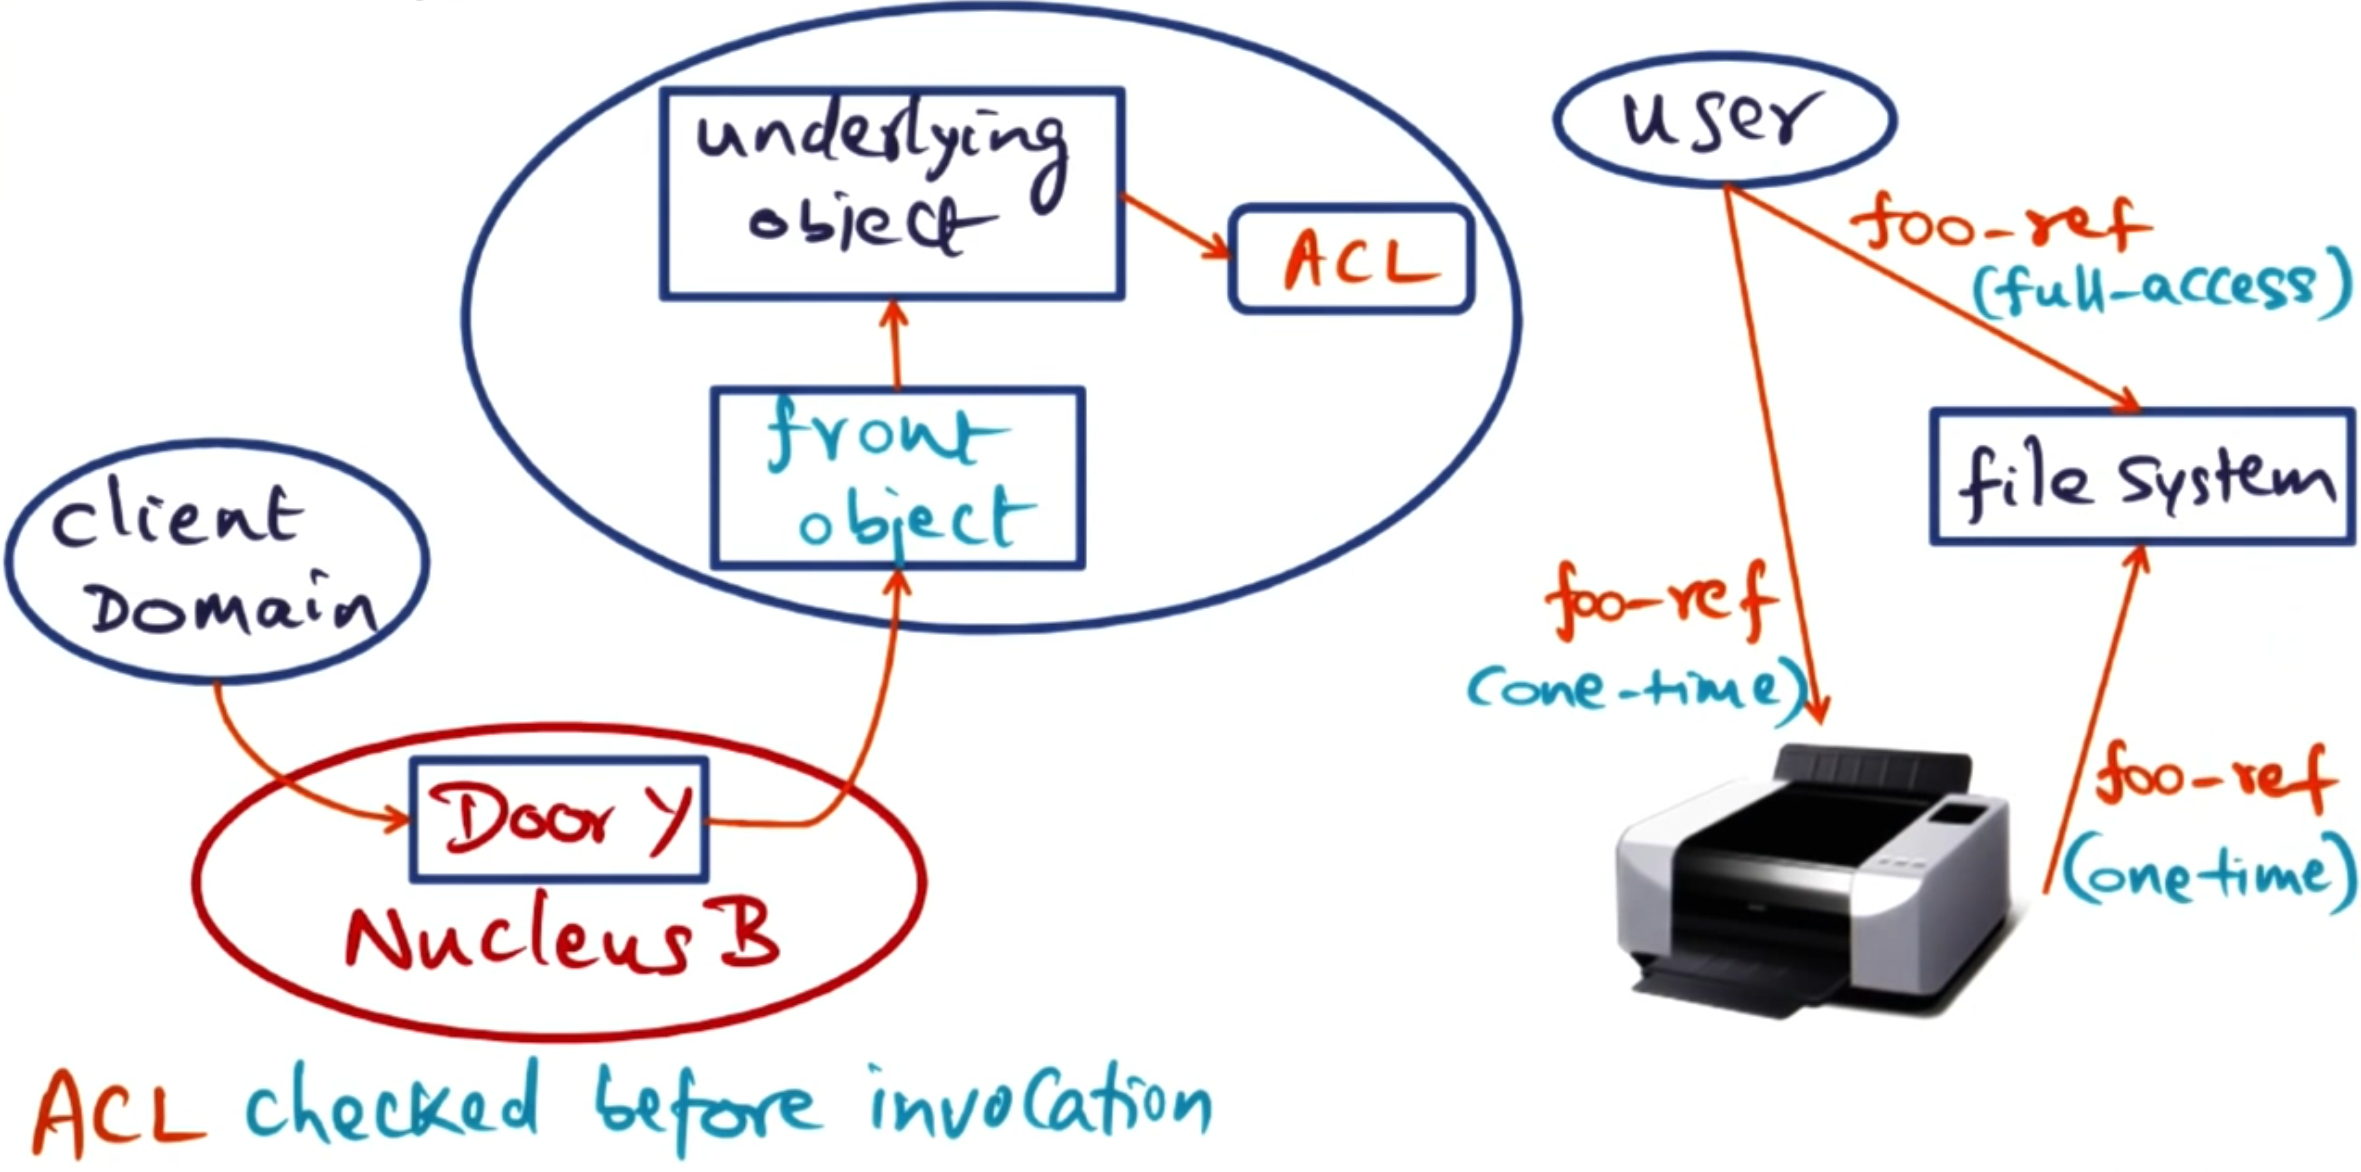 underlying
object
ACL
front
object
client
Domain
Door Y
Nucleus B
ACL checked before invocation
user
foo-ref
(full-access)
file system
foo-ref
(one-time)
foo-ref
(one time)